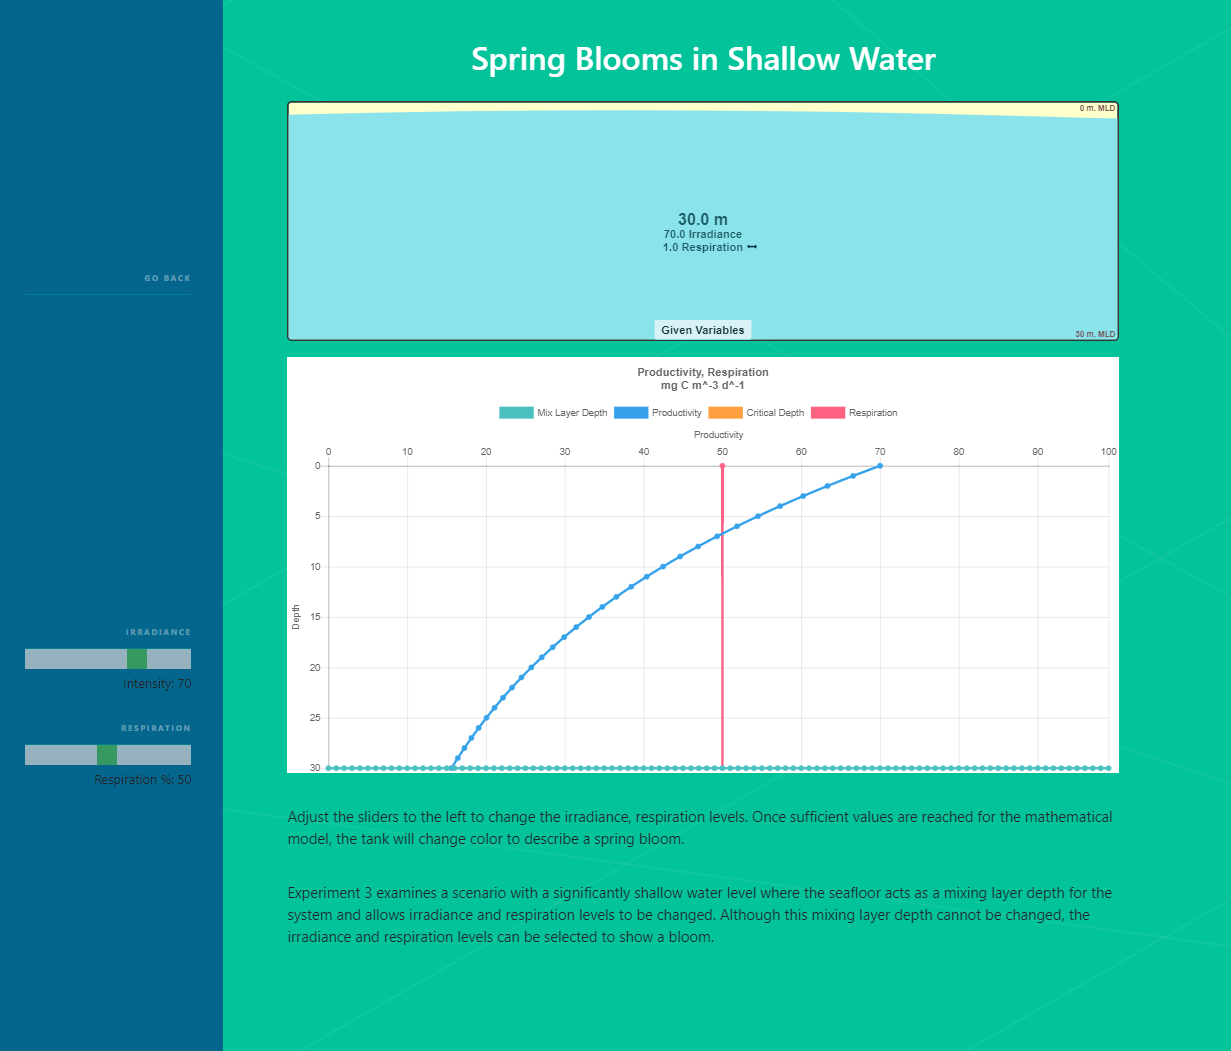 GO BACK
IRRADIANCE
Intensity: 70
RESPIRATION
Respiration %: 50
Spring Blooms in Shallow Water
0 m. MLD
30.0 m
70.0 Irradiance
1.0 Respiration
Given Variables
30 m. MLD
Productivity, Respiration
mg C m^-3 d^-1
Mix Layer Depth Productivity Critical Depth Respiration
Productivity
0 10 20 30 40 50 60 70 80 90 100
0
5
10
15
20
25
30
Depth
Adjust the sliders to the left to change the irradiance, respiration levels. Once sufficient values are reached for the mathematical
model, the tank will change color to describe a spring bloom.
Experiment 3 examines a scenario with a significantly shallow water level where the seafloor acts as a mixing layer depth for the
system and allows irradiance and respiration levels to be changed. Although this mixing layer depth cannot be changed, the
irradiance and respiration levels can be selected to show a bloom.